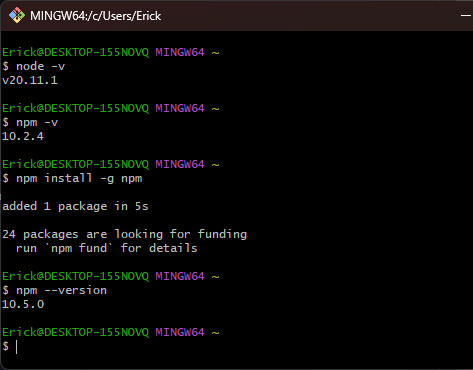 MINGW64:/c/Users/Erick
Erick@DESKTOP-155NOVQ MINGW64 ~
$ node -v
v20.11.1
Erick@DESKTOP-155NOVQ MINGW64 ~
$ npm -v
10.2.4
Erick@DESKTOP-155NOVQ MINGW64 ~
$ npm install -g npm
added 1 package in 5s
24 packages are looking for funding
  run `npm fund` for details
Erick@DESKTOP-155NOVQ MINGW64 ~
$ npm --version
10.5.0
Erick@DESKTOP-155NOVQ MINGW64 ~
$